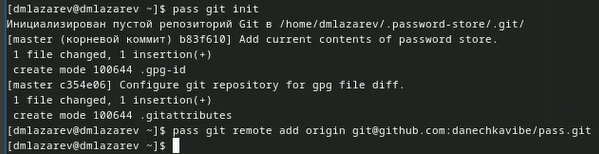 [dmlazarev@dmlazarev ~]$ pass git init
Инициализирован пустой репозиторий Git в /home/dmlazarev/.password-store/.git/
[master (корневой коммит) b83f610] Add current contents of password store.
 1 file changed, 1 insertion(+)
 create mode 100644 .gpg-id
[master c354e06] Configure git repository for gpg file diff.
 1 file changed, 1 insertion(+)
 create mode 100644 .gitattributes
[dmlazarev@dmlazarev ~]$ pass git remote add origin git@github.com:danechkavibe/pass.git
[dmlazarev@dmlazarev ~]$